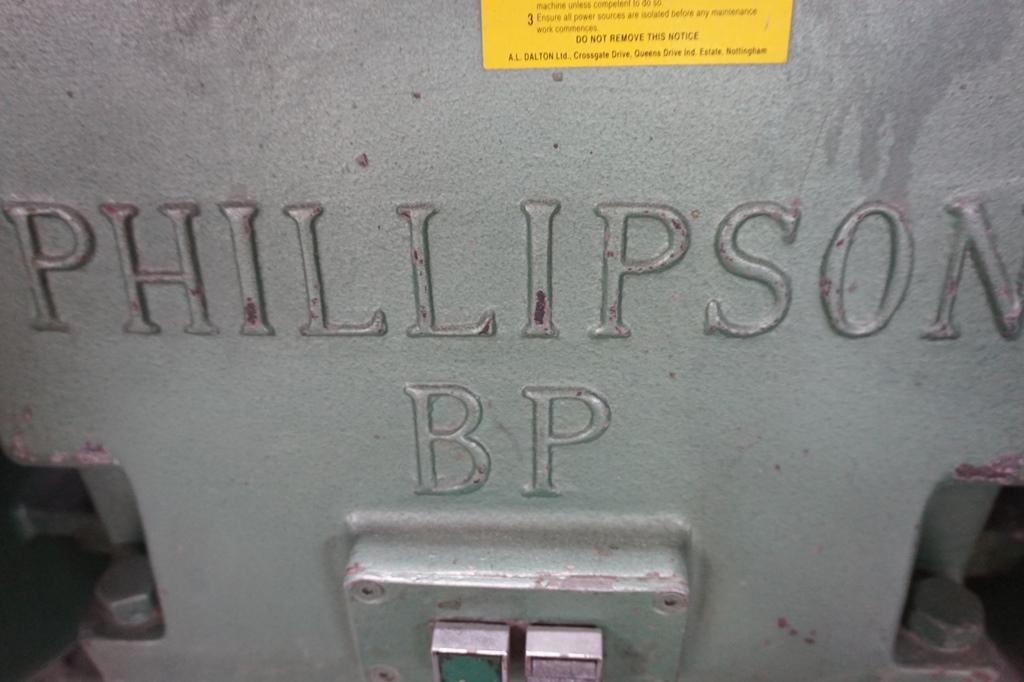 machine unless competent to do so.
3 Ensure all power sources are isolated before any maintenance
work commences.
DO NOT REMOVE THIS NOTICE
A.L. DALTON Ltd., Crossgate Drive, Queens Drive Ind. Estate, Nottingham
PHILLIPSON
BP